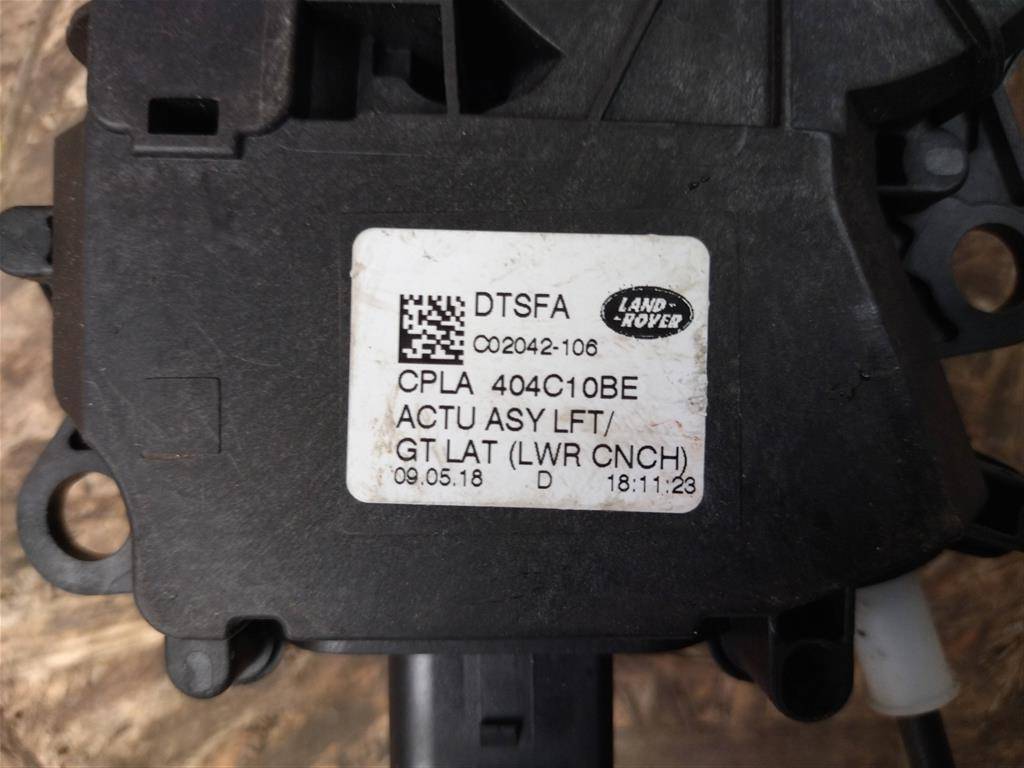 DTSFA
LAND-
-ROVER
C02042-106
CPLA 404C10BE
ACTU ASY LFT/
GT LAT (LWR CNCH)
09.05.18 D 18:11:23